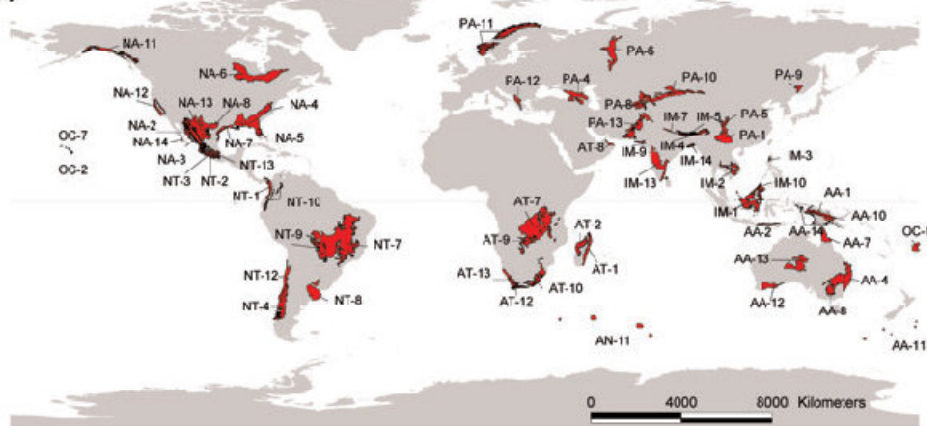 PA-11
NA-11
NA-6
PA-6
PA-12
PA-4
PA-10
PA-9
NA-12
NA-13
NA-8
NA-4
PA-8
IM-7
IM-5
PA-5
OC-7
NA-2
PA-13
PA-1
NA-14
NA-7
NA-5
AT-8
IM-9
IM-4
IM-14
IM-3
OC-2
NA-3
NT-13
NT-3
NT-2
IM-13
IM-2
IM-10
NT-1
NT-10
AA-1
IM-1
AT-7
AT-2
AA-14
AA-10
NT-9
NT-7
AT-9
AA-2
AA-7
AT-1
AA-13
NT-12
AT-13
AT-10
AA-4
NT-4
NT-8
AT-12
AA-12
AA-8
AN-11
AA-11
0 4000 8000 Kilometers